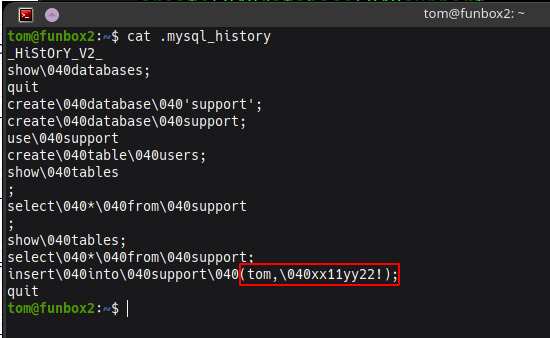 tom@funbox2: ~
tom@funbox2:~$ cat .mysql_history
_HiStOrY_V2_
show\040databases;
quit
create\040database\040'support';
create\040database\040support;
use\040support
create\040table\040users;
show\040tables
;
select\040*\040from\040support
;
show\040tables;
select\040*\040from\040support;
insert\040into\040support\040(tom,\040xx11yy22!);
quit
tom@funbox2:~$